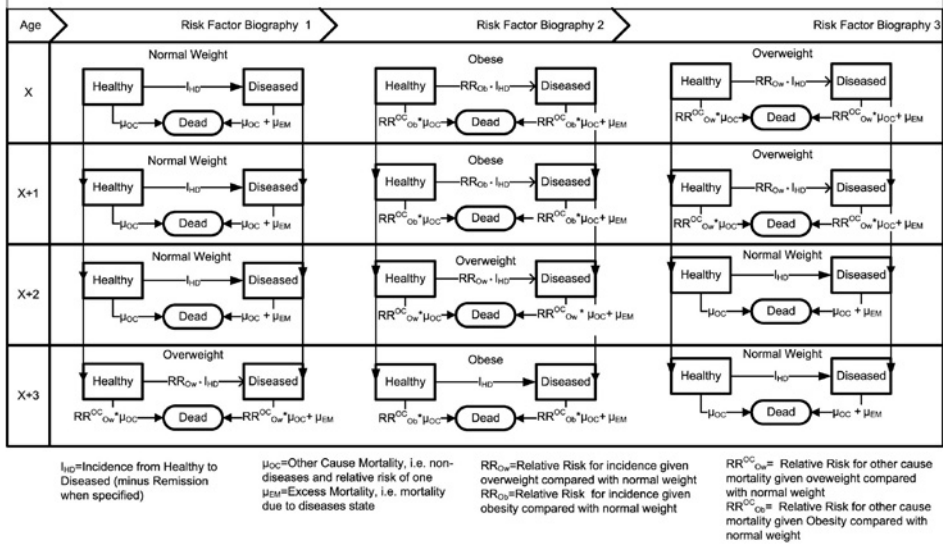 Age Risk Factor Biography 1 Risk Factor Biography 2 Risk Factor Biography 3
X
Normal Weight
Healthy I_HD Diseased
μ_OC Dead μ_OC + μ_EM
Obese
Healthy RR_Ob · I_HD Diseased
RR^OC_Ob*μ_OC Dead RR^OC_Ob*μ_OC+ μ_EM
Overweight
Healthy RR_Ow · I_HD Diseased
RR^OC_Ow*μ_OC Dead RR^OC_Ow*μ_OC+ μ_EM
X+1
Normal Weight
Healthy I_HD Diseased
μ_OC Dead μ_OC + μ_EM
Obese
Healthy RR_Ob · I_HD Diseased
RR^OC_Ob*μ_OC Dead RR^OC_Ob*μ_OC+ μ_EM
Overweight
Healthy RR_Ow · I_HD Diseased
RR^OC_Ow*μ_OC Dead RR^OC_Ow*μ_OC+ μ_EM
X+2
Normal Weight
Healthy I_HD Diseased
μ_OC Dead μ_OC + μ_EM
Overweight
Healthy RR_Ow · I_HD Diseased
RR^OC_Ow*μ_OC Dead RR^OC_Ow* μ_OC+ μ_EM
Normal Weight
Healthy I_HD Diseased
μ_OC Dead μ_OC + μ_EM
X+3
Overweight
Healthy RR_Ow · I_HD Diseased
RR^OC_Ow*μ_OC Dead RR^OC_Ow*μ_OC+ μ_EM
Obese
Healthy I_HD Diseased
RR^OC_Ob*μ_OC Dead RR^OC_Ob*μ_OC+ μ_EM
Normal Weight
Healthy I_HD Diseased
μ_OC Dead μ_OC + μ_EM
I_HD=Incidence from Healthy to
Diseased (minus Remission
when specified)
μ_OC=Other Cause Mortality, i.e. non-
diseases and relative risk of one
μ_EM=Excess Mortality, i.e. mortality
due to diseases state
RR_Ow=Relative Risk for incidence given
overweight compared with normal weight
RR_Ob=Relative Risk for incidence given
obesity compared with normal weight
RR^OC_Ow= Relative Risk for other cause
mortality given oveweight compared
with normal weight
RR^OC_Ob= Relative Risk for other cause
mortality given Obesity compared with
normal weight